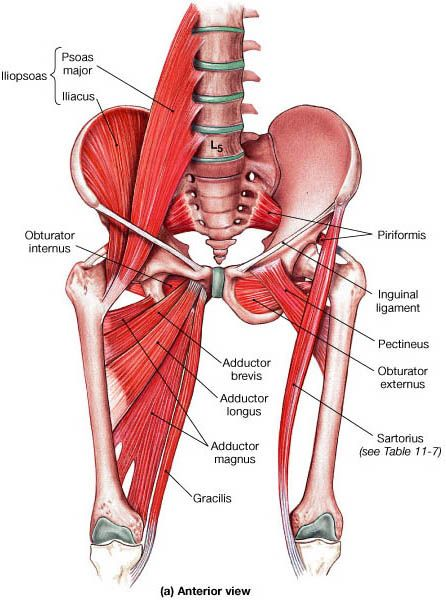 Psoas
major
Iliopsoas
Iliacus
L5
Obturator
internus
Piriformis
Inguinal
ligament
Pectineus
Adductor
brevis
Obturator
externus
Adductor
longus
Sartorius
(see Table 11-7)
Adductor
magnus
Gracilis
(a) Anterior view